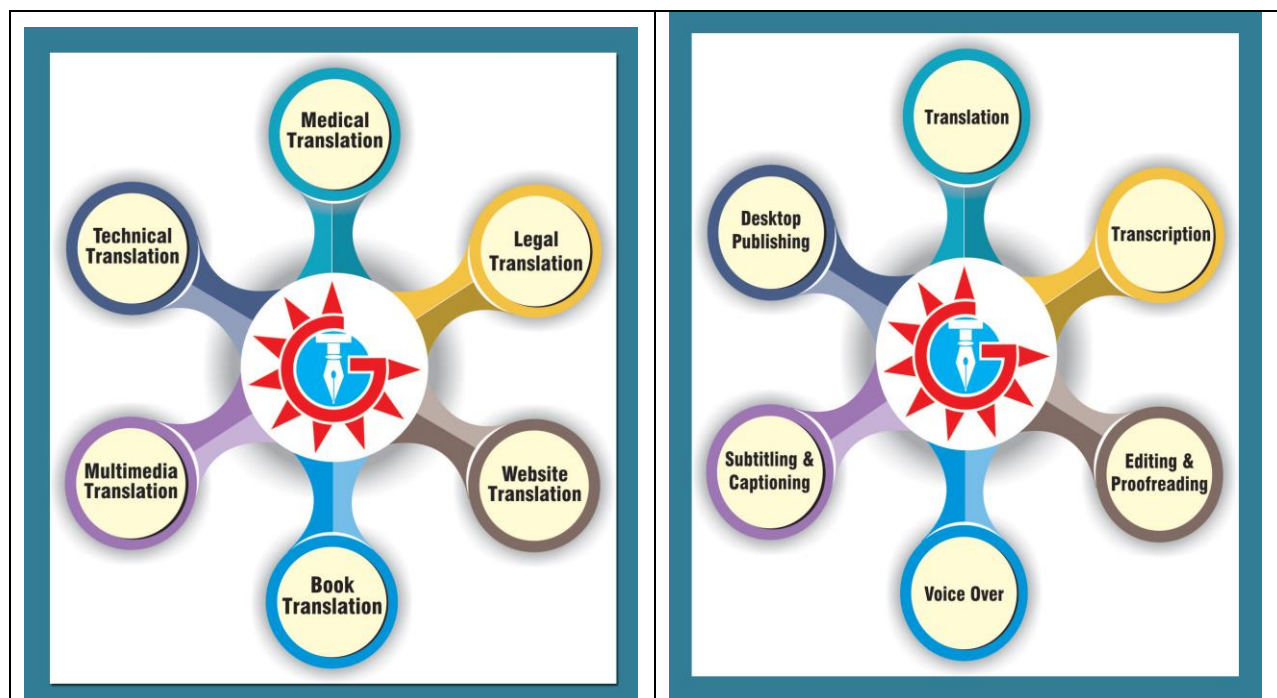 Medical
Translation
Technical
Translation
Legal
Translation
Multimedia
Translation
Website
Translation
Book
Translation
Translation
Desktop
Publishing
Transcription
Subtitling &
Captioning
Editing &
Proofreading
Voice Over